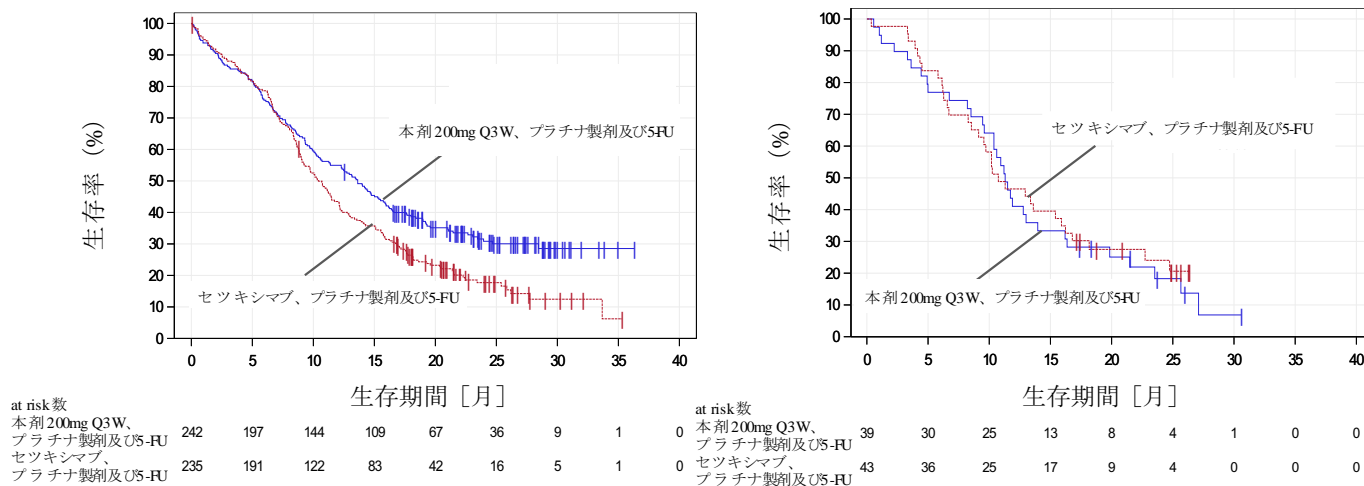 100
90
80
70
60
50
40
30
20
10
0
生存率 (%)
本剤200mg Q3W、プラチナ製剤及び5-FU
セツキシマブ、プラチナ製剤及び5-FU
0 5 10 15 20 25 30 35 40
生存期間［月］
at risk数
本剤200mg Q3W、
プラチナ製剤及び5-FU
242 197 144 109 67 36 9 1 0
セツキシマブ、
プラチナ製剤及び5-FU
235 191 122 83 42 16 5 1 0
100
90
80
70
60
50
40
30
20
10
0
生存率 (%)
セツキシマブ、プラチナ製剤及び5-FU
本剤200mg Q3W、プラチナ製剤及び5-FU
0 5 10 15 20 25 30 35 40
生存期間［月］
at risk数
本剤200mg Q3W、
プラチナ製剤及び5-FU
39 30 25 13 8 4 1 0 0
セツキシマブ、
プラチナ製剤及び5-FU
43 36 25 17 9 4 0 0 0